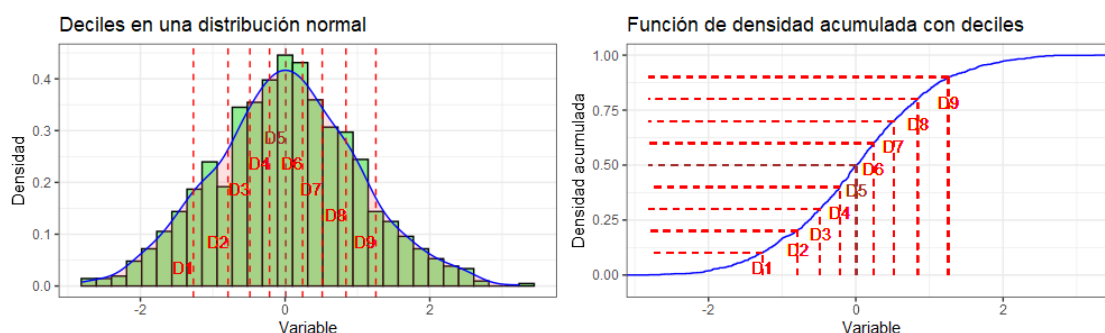 Deciles en una distribución normal
Densidad
0.4
0.3
0.2
0.1
0.0
D5
D4 D6
D3 D7
D8
D2 D9
D1
-2 0 2
Variable
Función de densidad acumulada con deciles
Densidad acumulada
1.00
0.75
0.50
0.25
0.00
D9
D8
D7
D6
D5
D4
D3
D2
D1
-2 0 2
Variable